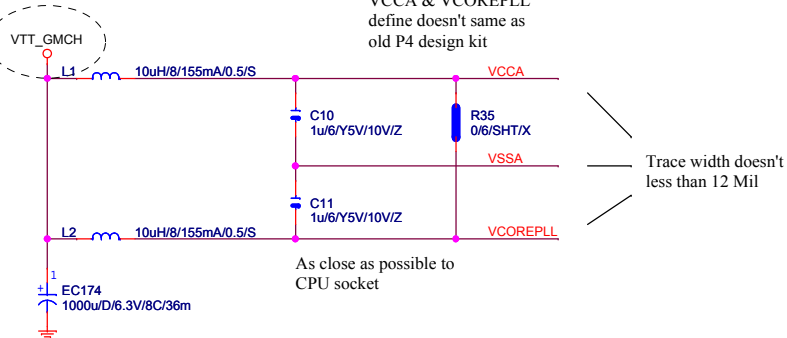 VCCA & VCOREPLL
define doesn't same as
old P4 design kit
VTT_GMCH
L1
10uH/8/155mA/0.5/S
VCCA
C10
1u/6/Y5V/10V/Z
R35
0/6/SHT/X
VSSA
Trace width doesn't
less than 12 Mil
C11
1u/6/Y5V/10V/Z
L2
10uH/8/155mA/0.5/S
VCOREPLL
As close as possible to
CPU socket
1
+
EC174
1000u/D/6.3V/8C/36m